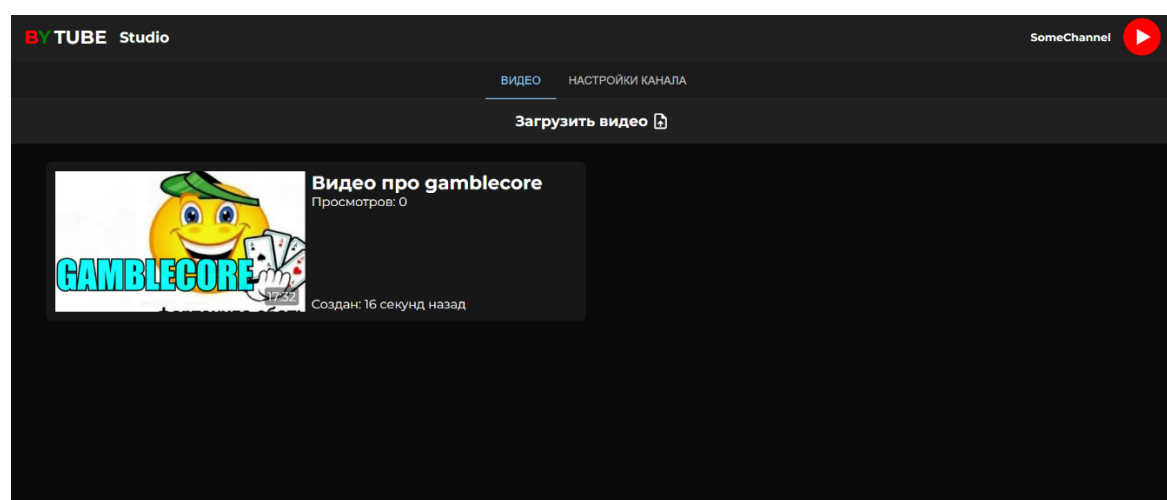 BYTUBE Studio
SomeChannel
ВИДЕО НАСТРОЙКИ КАНАЛА
Загрузить видео
Видео про gamblecore
Просмотров: 0
GAMBLECORE
17:32
Создан: 16 секунд назад